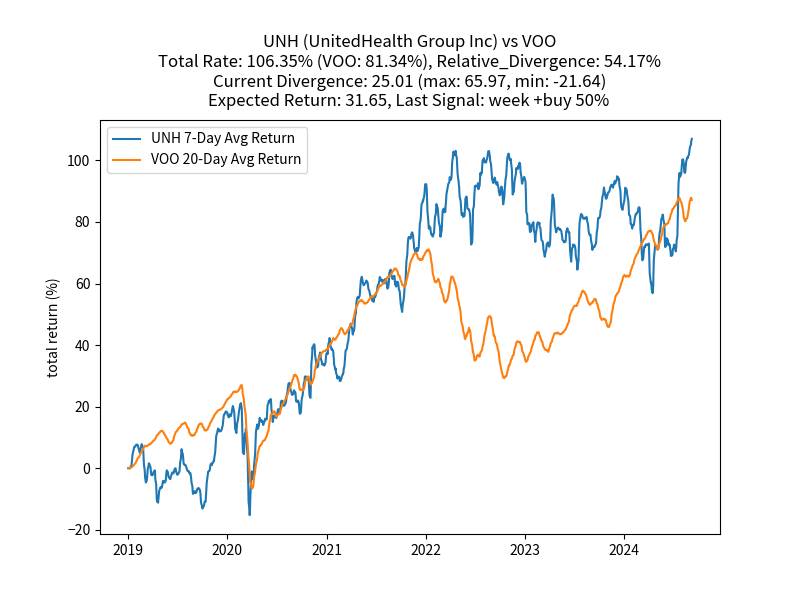 UNH (UnitedHealth Group Inc) vs VOO
Total Rate: 106.35% (VOO: 81.34%), Relative_Divergence: 54.17%
Current Divergence: 25.01 (max: 65.97, min: -21.64)
Expected Return: 31.65, Last Signal: week +buy 50%
UNH 7-Day Avg Return
VOO 20-Day Avg Return
total return (%)
100
80
60
40
20
0
−20
2019
2020
2021
2022
2023
2024